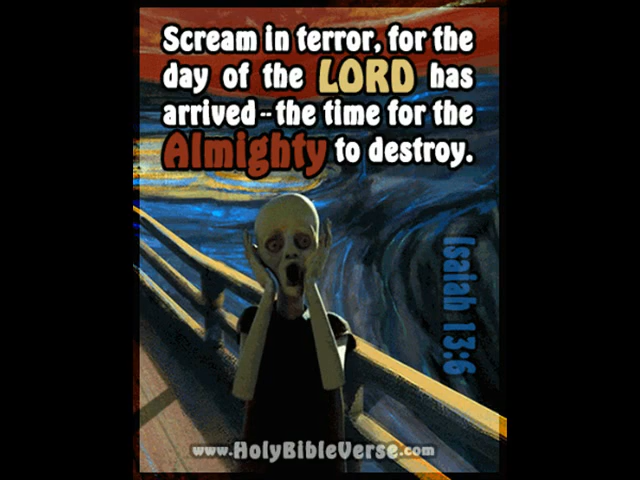 Scream in terror, for the
day of the LORD has
arrived--the time for the
Almighty to destroy.
Isaiah 13:6
www.HolyBibleVerse.com